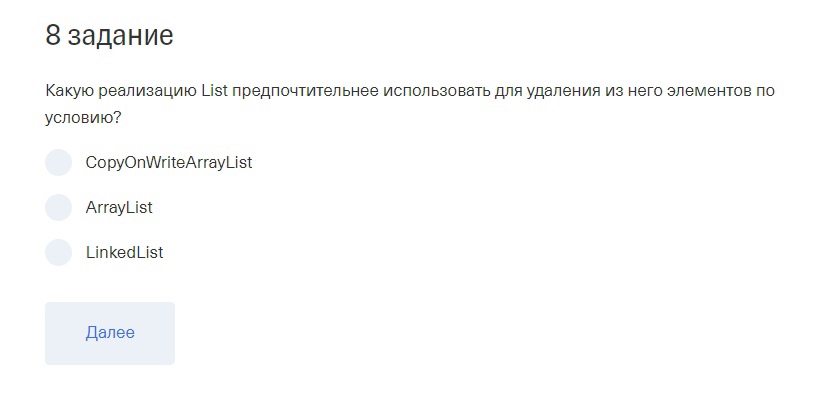 8 задание
Какую реализацию List предпочтительнее использовать для удаления из него элементов по
условию?
CopyOnWriteArrayList
ArrayList
LinkedList
Далее